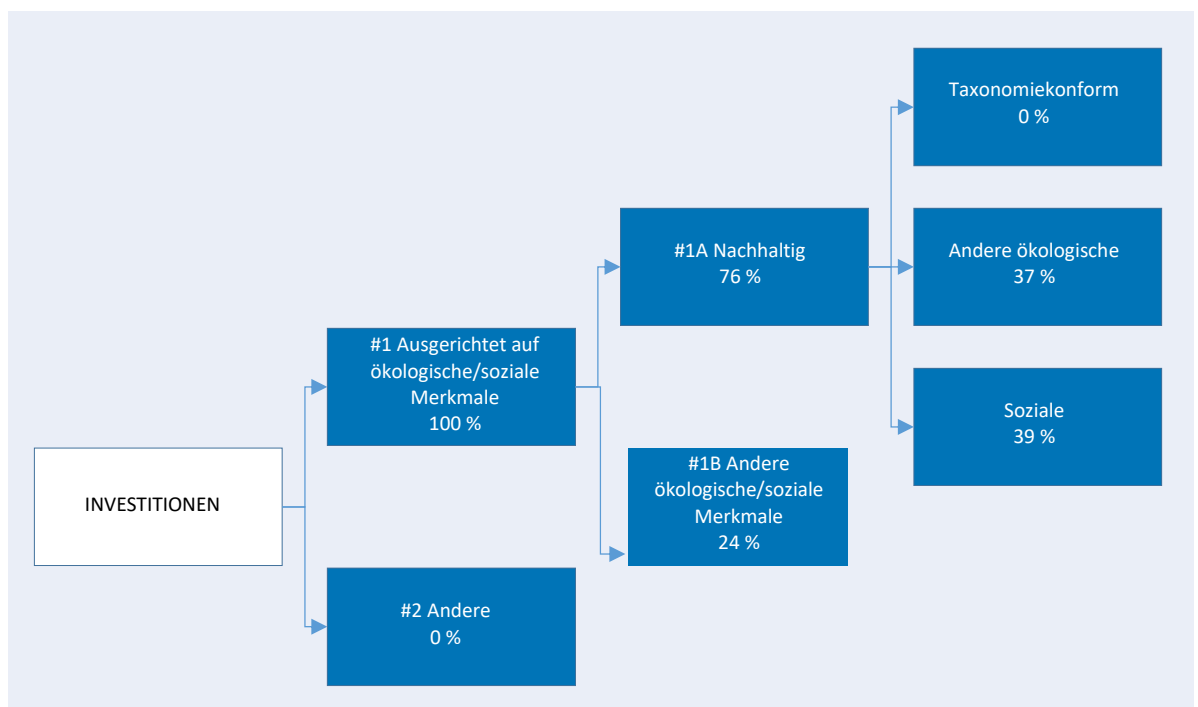 Taxonomiekonform
0 %
#1A Nachhaltig
76 %
Andere ökologische
37 %
#1 Ausgerichtet auf
ökologische/soziale
Merkmale
100 %
Soziale
39 %
#1B Andere
ökologische/soziale
Merkmale
24 %
INVESTITIONEN
#2 Andere
0 %